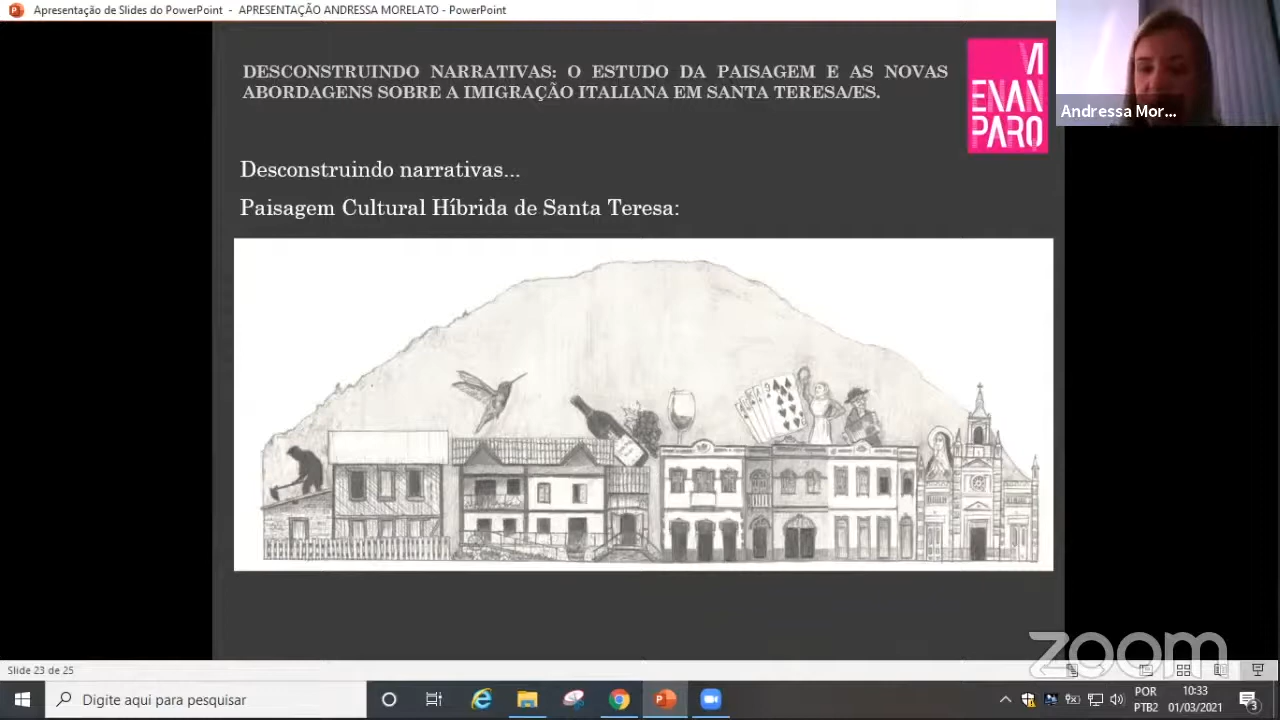 Apresentação de Slides do PowerPoint - APRESENTAÇÃO ANDRESSA MORELATO - PowerPoint
DESCONSTRUINDO NARRATIVAS: O ESTUDO DA PAISAGEM E AS NOVAS
ABORDAGENS SOBRE A IMIGRAÇÃO ITALIANA EM SANTA TERESA/ES.
VI
ENAN
PARQ
Andressa Mor...
Desconstruindo narrativas...
Paisagem Cultural Híbrida de Santa Teresa:
zoom
Slide 23 de 25
Digite aqui para pesquisar
POR
PTB2
10:33
01/03/2021
3